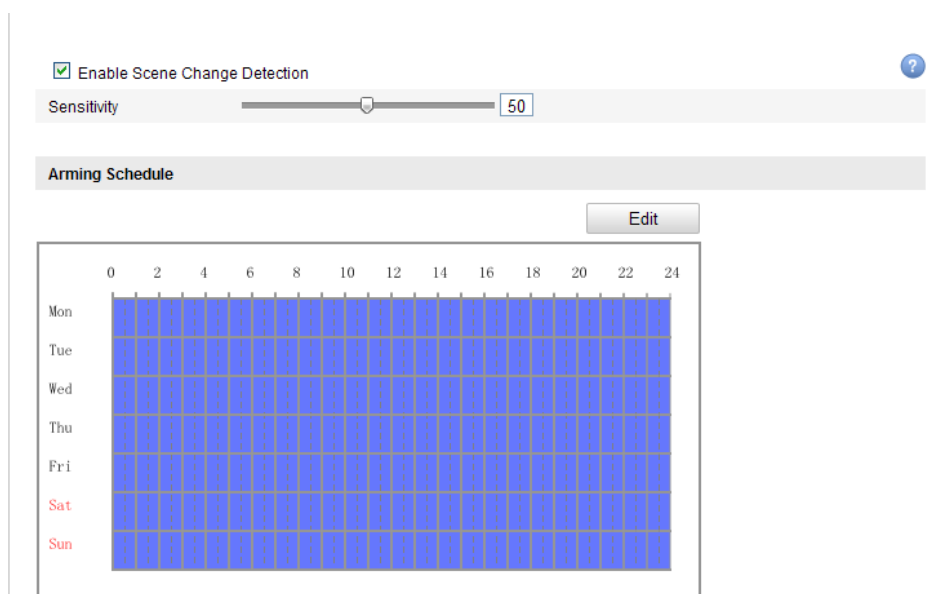 Enable Scene Change Detection
?
Sensitivity 50
Arming Schedule
Edit
0 2 4 6 8 10 12 14 16 18 20 22 24
Mon
Tue
Wed
Thu
Fri
Sat
Sun